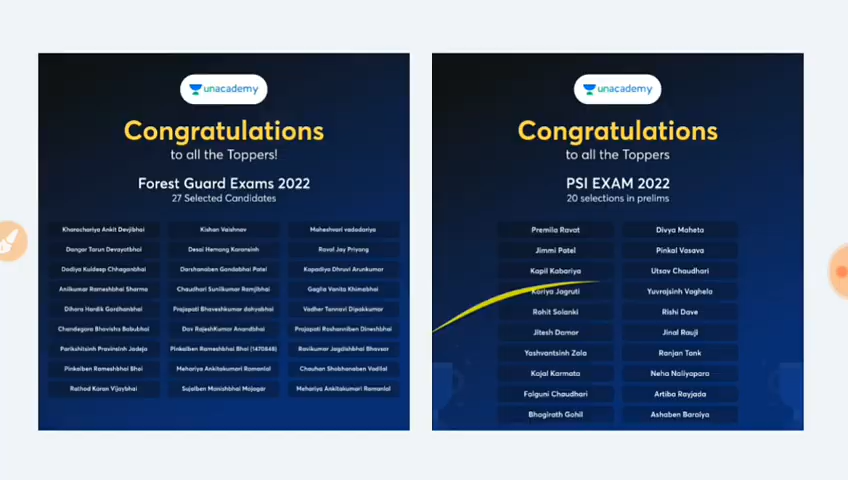 unacademy
Congratulations
to all the Toppers!
Forest Guard Exams 2022
27 Selected Candidates
Kharachariya Ankit Devjibhai
Kishan Vaishnav
Maheshvari vadadariya
Dangar Tarun Devayatbhai
Desai Hemang Karansinh
Raval Jay Priyang
Dodiya Kuldeep Chhaganbhai
Darshanaben Gandabhai Patel
Kapadiya Dhruvi Arunkumar
Anilkumar Rameshbhai Sharma
Chaudhari Sunilkumar Ramjibhai
Gaglia Vanita Khimabhai
Dihora Hardik Gordhanbhai
Prajapati Bhaveshkumar dahyabhai
Vadher Tannavi Dipakkumar
Chandegara Bhavisha Babubhai
Dav RajeshKumar Anandbhai
Prajapati Roshanniben Dineshbhai
Parikshitsinh Pravinsinh Jadeja
Pinkalben Rameshbhai Bhoi (1470848)
Ravikumar Jagdishbhai Bhavsar
Pinkalben Rameshbhai Bhoi
Mehariya Ankitakumari Ramanlal
Chauhan Shobhanaben Vadilal
Rathod Karan Vijaybhai
Sujalben Manishbhai Majagor
Mehariya Ankitakumari Ramanlal
unacademy
Congratulations
to all the Toppers
PSI EXAM 2022
20 selections in prelims
Premila Ravat
Divya Maheta
Jimmi Patel
Pinkal Vasava
Kapil Kabariya
Utsav Chaudhari
Koriya Jagruti
Yuvrajsinh Vaghela
Rohit Solanki
Rishi Dave
Jitesh Damor
Jinal Rauji
Yashvantsinh Zala
Ranjan Tank
Kajal Karmata
Neha Naliyapara
Falguni Chaudhari
Artiba Rayjada
Bhagirath Gohil
Ashaben Baraiya